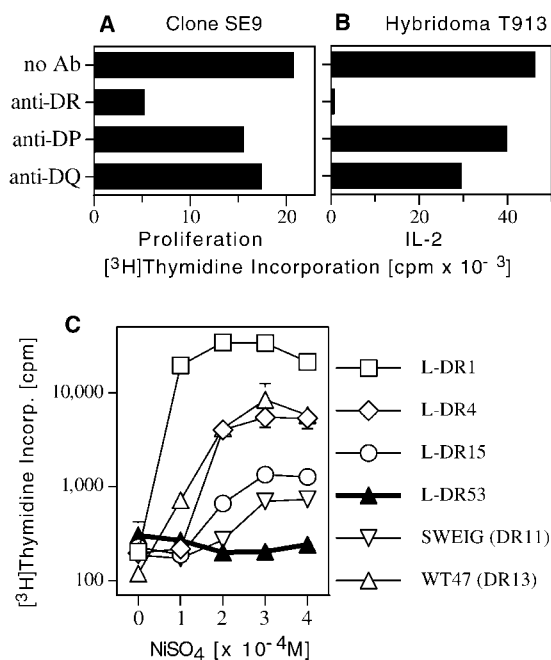 A Clone SE9
B Hybridoma T913
no Ab
anti-DR
anti-DP
anti-DQ
0 10 20
0 20 40
Proliferation
IL-2
[³H]Thymidine Incorporation [cpm x 10⁻ ³]
C
[³H]Thymidine Incorp. [cpm]
10,000
1,000
100
0 1 2 3 4
NiSO₄ [x 10⁻⁴M]
L-DR1
L-DR4
L-DR15
L-DR53
SWEIG (DR11)
WT47 (DR13)